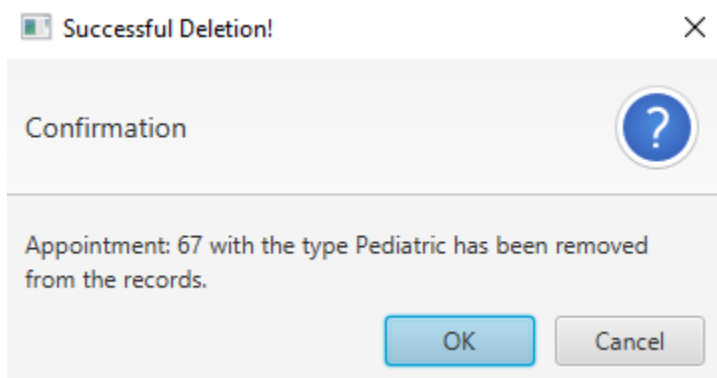 Successful Deletion!
Confirmation
?
Appointment: 67 with the type Pediatric has been removed
from the records.
OK
Cancel